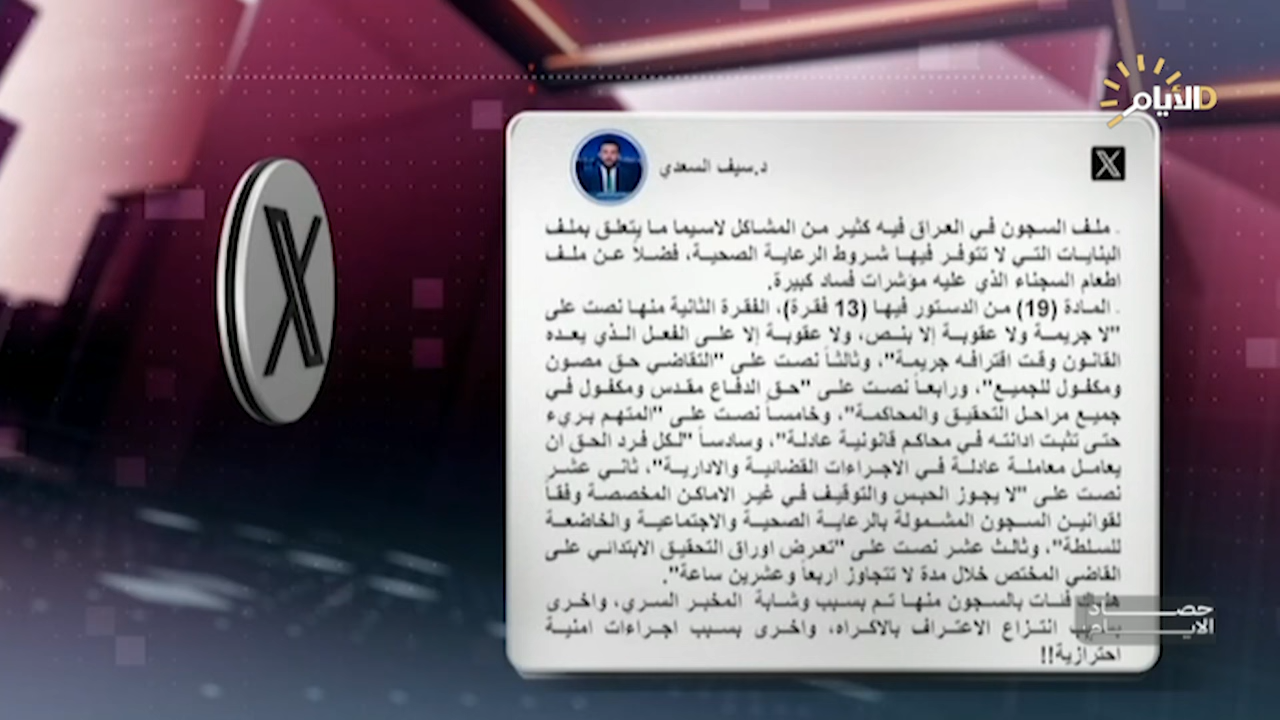 الأيام
د.سيف السعدي
. ملف السجون في العراق فيه كثير من المشاكل لاسيما ما يتعلق بملف
البنايات التي لا تتوفر فيها شروط الرعاية الصحية، فضلاً عن ملف
اطعام السجناء الذي عليه مؤشرات فساد كبيرة.
. المادة (19) من الدستور فيها (13 فقرة)، الفقرة الثانية منها نصت على
"لا جريمة ولا عقوبة إلا بنص، ولا عقوبة إلا على الفعل الذي يعده
القانون وقت اقترافه جريمة"، وثالثاً نصت على "التقاضي حق مصون
ومكفول للجميع"، ورابعاً نصت على "حق الدفاع مقدس ومكفول في
جميع مراحل التحقيق والمحاكمة"، وخامساً نصت على "المتهم بريء
حتى تثبت ادانته في محاكم قانونية عادلة"، وسادساً "لكل فرد الحق ان
يعامل معاملة عادلة في الاجراءات القضائية والادارية"، ثاني عشر
نصت على "لا يجوز الحبس والتوقيف في غير الاماكن المخصصة وفقاً
لقوانين السجون المشمولة بالرعاية الصحية والاجتماعية والخاضعة
للسلطة"، وثالث عشر نصت على "تعرض اوراق التحقيق الابتدائي على
القاضي المختص خلال مدة لا تتجاوز اربعاً وعشرين ساعة".
فئات بالسجون منها تم بسبب وشاية المخبر السري، واخرى
انتزاع الاعتراف بالاكراه، واخرى بسبب اجراءات امنية
احترازية!!
حصاد
الايام